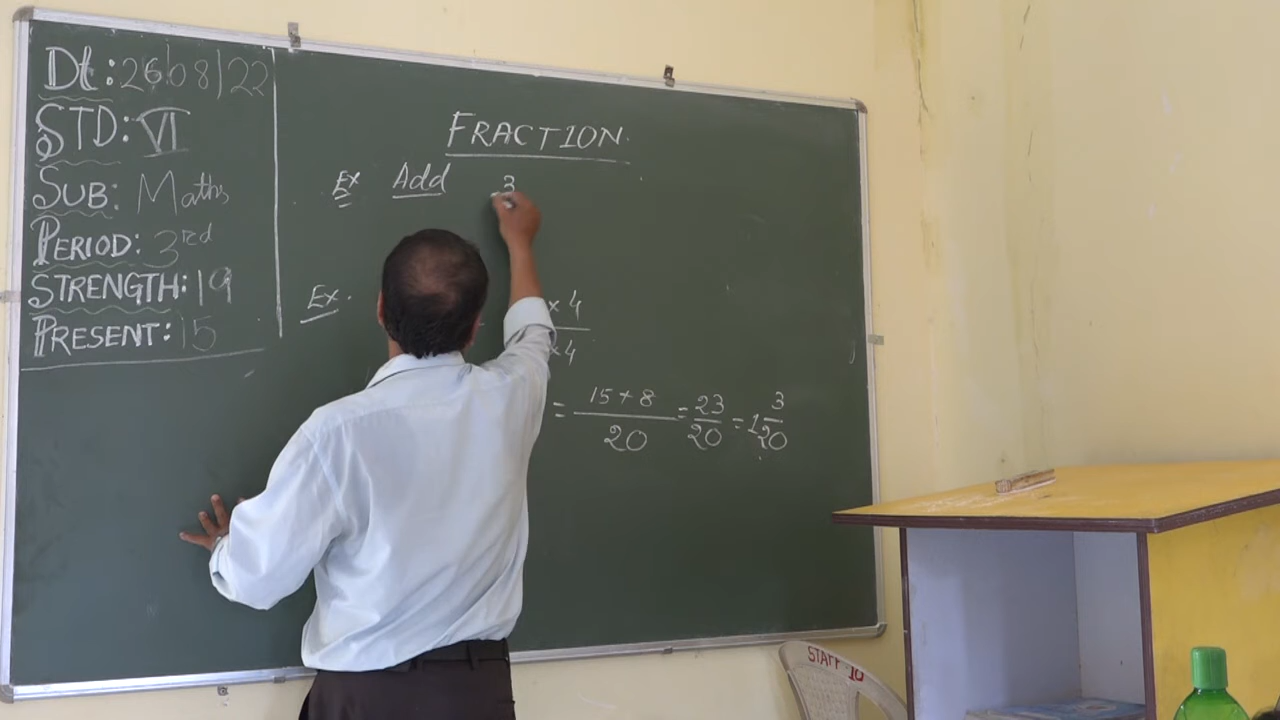 Dt: 26|08|22
STD: VI
SUB: Maths
PERIOD: 3rd
STRENGTH: 19
PRESENT: 15
FRACTION.
Ex Add 3
Ex.
× 4
× 4
= 15 + 8 / 20 = 23/20 = 1 3/20
STAFF-10